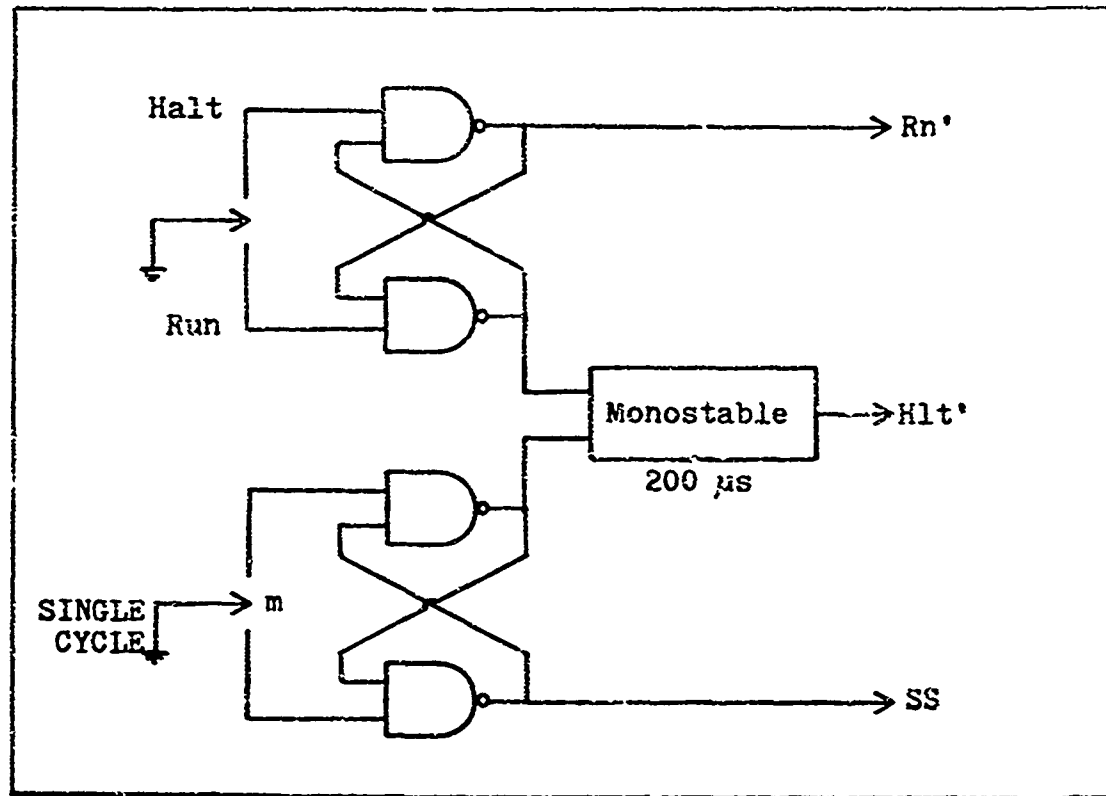 Halt
Rn'
Run
Monostable
Hlt'
200 μs
m
SINGLE
CYCLE
SS